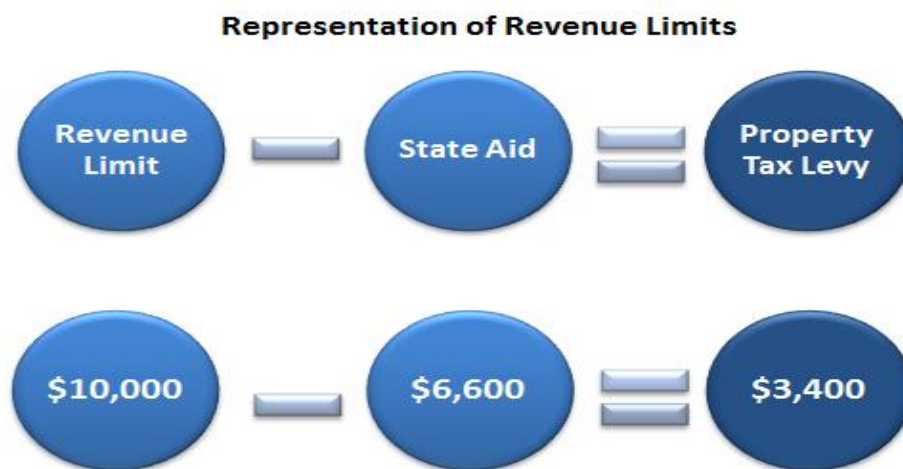 Representation of Revenue Limits
Revenue
Limit
State Aid
Property
Tax Levy
$10,000
$6,600
$3,400